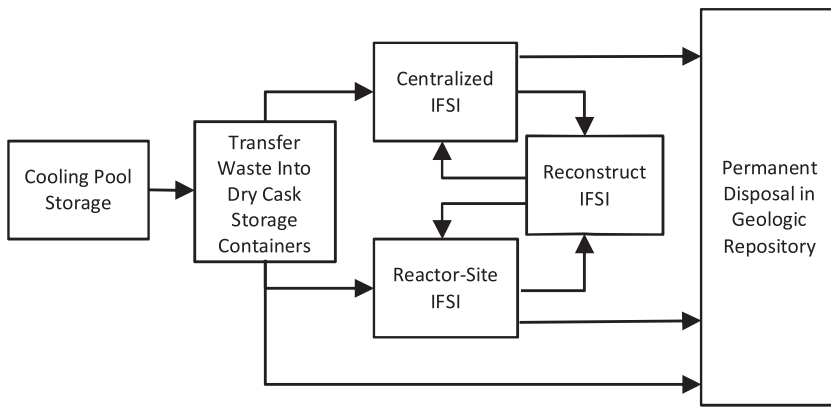 Cooling Pool
Storage
Transfer
Waste Into
Dry Cask
Storage
Containers
Centralized
IFSI
Reconstruct
IFSI
Reactor-Site
IFSI
Permanent
Disposal in
Geologic
Repository